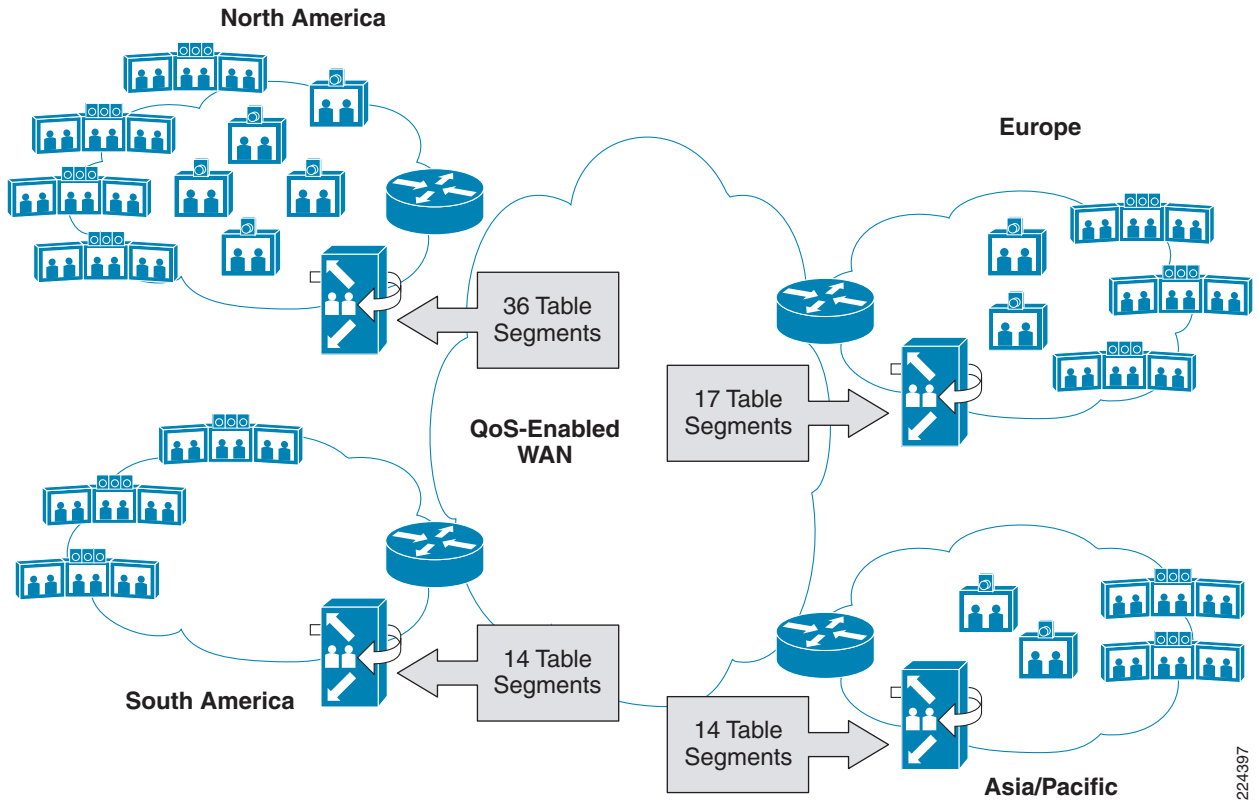 North America
Europe
36 Table
Segments
17 Table
Segments
QoS-Enabled
WAN
14 Table
Segments
South America
14 Table
Segments
Asia/Pacific
224397